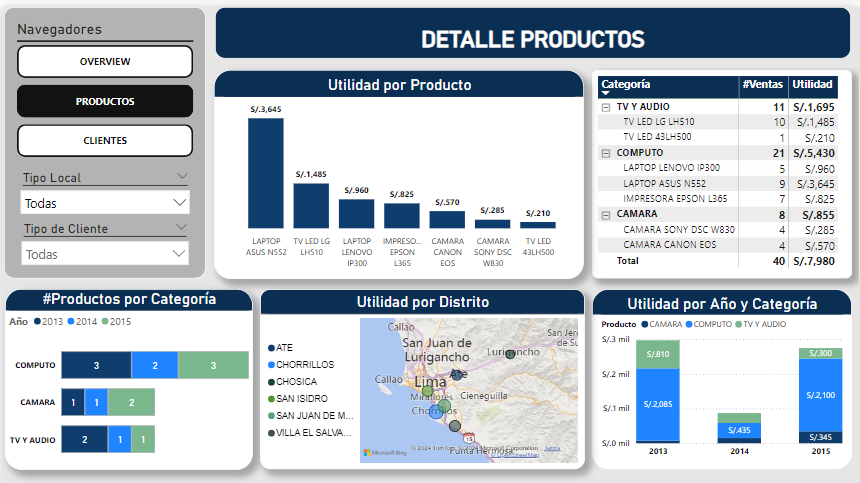 Navegadores
OVERVIEW
PRODUCTOS
CLIENTES
Tipo Local
Todas
Tipo de Cliente
Todas
DETALLE PRODUCTOS
Utilidad por Producto
S/.3,645
S/.1,485
S/.960
S/.825
S/.570
S/.285
S/.210
LAPTOP ASUS N552
TV LED LG LH510
LAPTOP LENOVO IP300
IMPRESO... EPSON L365
CAMARA CANON EOS
CAMARA SONY DSC W830
TV LED 43LH500
Categoría #Ventas Utilidad
TV Y AUDIO 11 S/.1,695
TV LED LG LH510 10 S/.1,485
TV LED 43LH500 1 S/.210
COMPUTO 21 S/.5,430
LAPTOP LENOVO IP300 5 S/.960
LAPTOP ASUS N552 9 S/.3,645
IMPRESORA EPSON L365 7 S/.825
CAMARA 8 S/.855
CAMARA SONY DSC W830 4 S/.285
CAMARA CANON EOS 4 S/.570
Total 40 S/.7,980
#Productos por Categoría
Año 2013 2014 2015
COMPUTO 3 2 3
CAMARA 1 1 2
TV Y AUDIO 2 1 1
Utilidad por Distrito
ATE
CHORRILLOS
CHOSICA
SAN ISIDRO
SAN JUAN DE M...
VILLA EL SALVA...
Callao
San Juan de
Lurigancho
Lurigancho
San Jer
de Su
Callao
Lima
Ate
Miraflores
Cieneguilla
Chorrillos
15
Punta Hermosa
Microsoft Bing
© 2024 TomTom, © 2024 Microsoft Corporation, Terms
© OpenStreetMap
Utilidad por Año y Categoría
Producto CAMARA COMPUTO TV Y AUDIO
S/.3 mil
S/.2 mil
S/.1 mil
S/.0 mil
S/.810
S/.2,085
S/.435
S/.300
S/.2,100
S/.345
2013
2014
2015